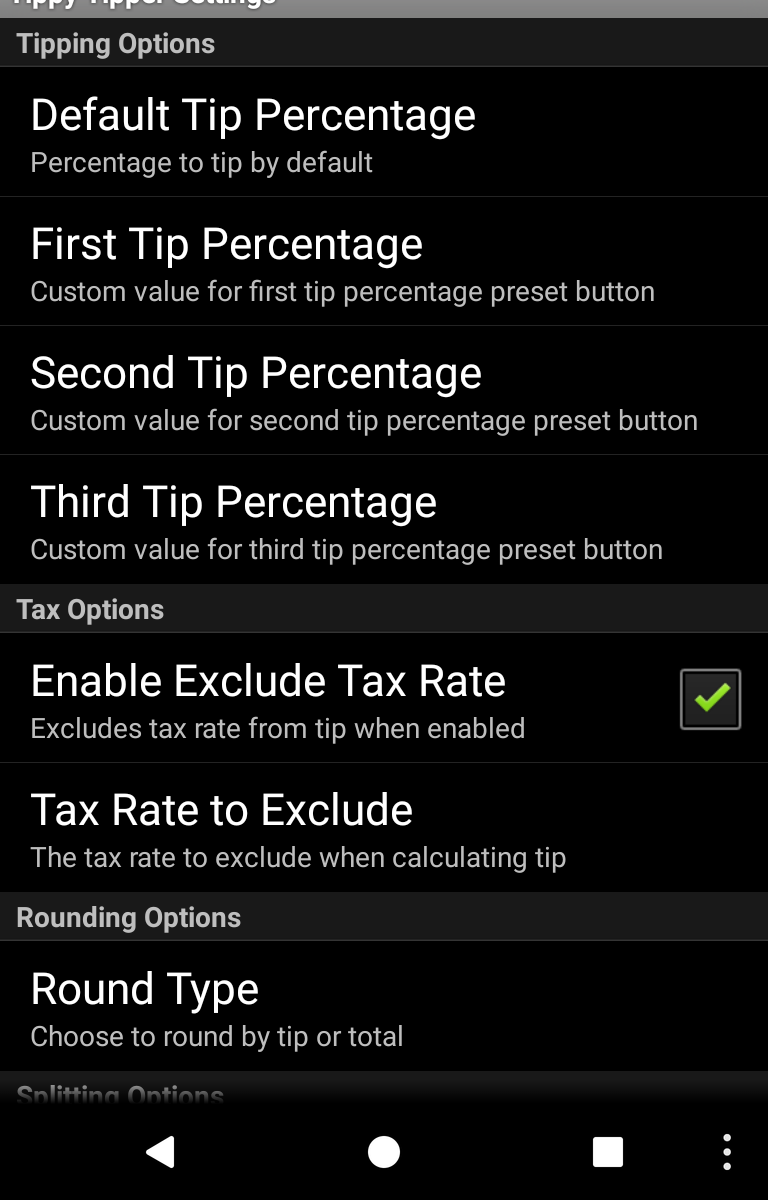 Tippy Tipper Settings
Tipping Options
Default Tip Percentage
Percentage to tip by default
First Tip Percentage
Custom value for first tip percentage preset button
Second Tip Percentage
Custom value for second tip percentage preset button
Third Tip Percentage
Custom value for third tip percentage preset button
Tax Options
Enable Exclude Tax Rate
Excludes tax rate from tip when enabled
Tax Rate to Exclude
The tax rate to exclude when calculating tip
Rounding Options
Round Type
Choose to round by tip or total
Splitting Options